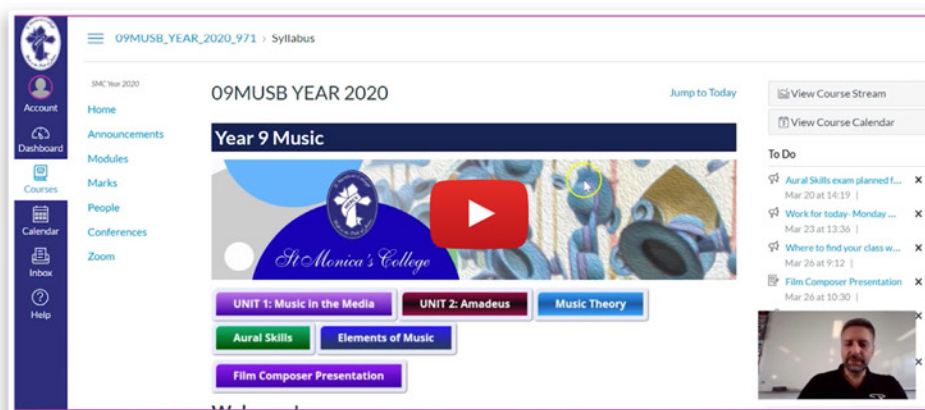 09MUSB_YEAR_2020_971 > Syllabus
Account
Dashboard
Courses
Calendar
Inbox
Help
SMC Year 2020
Home
Announcements
Modules
Marks
People
Conferences
Zoom
09MUSB YEAR 2020
Jump to Today
Year 9 Music
St Monica's College
UNIT 1: Music in the Media
UNIT 2: Amadeus
Music Theory
Aural Skills
Elements of Music
Film Composer Presentation
View Course Stream
View Course Calendar
To Do
Aural Skills exam planned f...
Mar 20 at 14:19 |
Work for today- Monday ....
Mar 23 at 13:36 |
Where to find your class w...
Mar 26 at 9:12 |
Film Composer Presentation
Mar 26 at 10:30 |